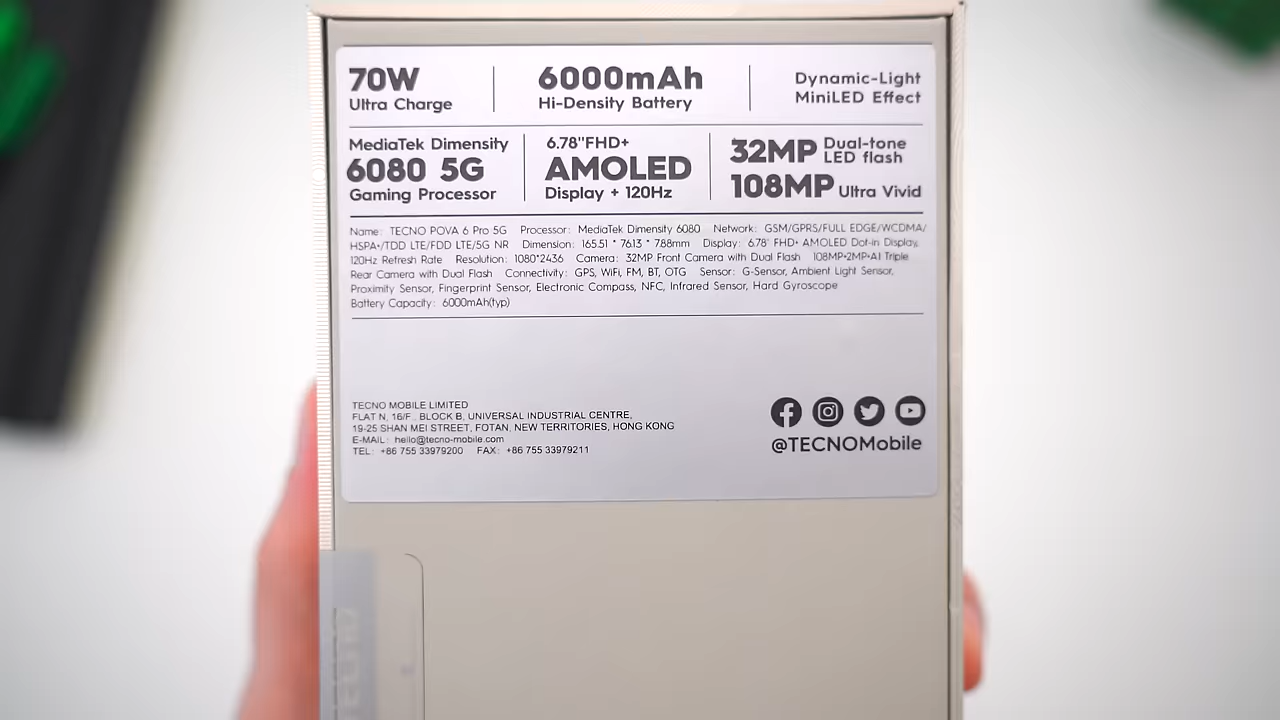 70W
Ultra Charge
6000mAh
Hi-Density Battery
Dynamic-Light
MiniLED Effect
MediaTek Dimensity
6080 5G
Gaming Processor
6.78"FHD+
AMOLED
Display + 120Hz
32MP Dual-tone LED flash
108MP Ultra Vivid
Name: TECNO POVA 6 Pro 5G Processor: MediaTek Dimensity 6080 Network: GSM/GPRS/FULL EDGE/WCDMA/
HSPA+/TDD LTE/FDD LTE/5G NR Dimension: 165.51 * 76.13 * 7.88mm Display: 6.78" FHD+ AMOLED Dot-in Display,
120Hz Refresh Rate Resolution: 1080*2436 Camera: 32MP Front Camera with Dual Flash 108MP+2MP+AI Triple
Rear Camera with Dual Flash Connectivity: GPS, WiFi, FM, BT, OTG Sensor: G-Sensor, Ambient Light Sensor,
Proximity Sensor, Fingerprint Sensor, Electronic Compass, NFC, Infrared Sensor, Hard Gyroscope
Battery Capacity: 6000mAh(typ)
TECNO MOBILE LIMITED
FLAT N, 16/F., BLOCK B, UNIVERSAL INDUSTRIAL CENTRE,
19-25 SHAN MEI STREET, FOTAN, NEW TERRITORIES, HONG KONG
E-MAIL: hello@tecno-mobile.com
TEL: +86 755 33979200 FAX: +86 755 33979211
@TECNOMobile